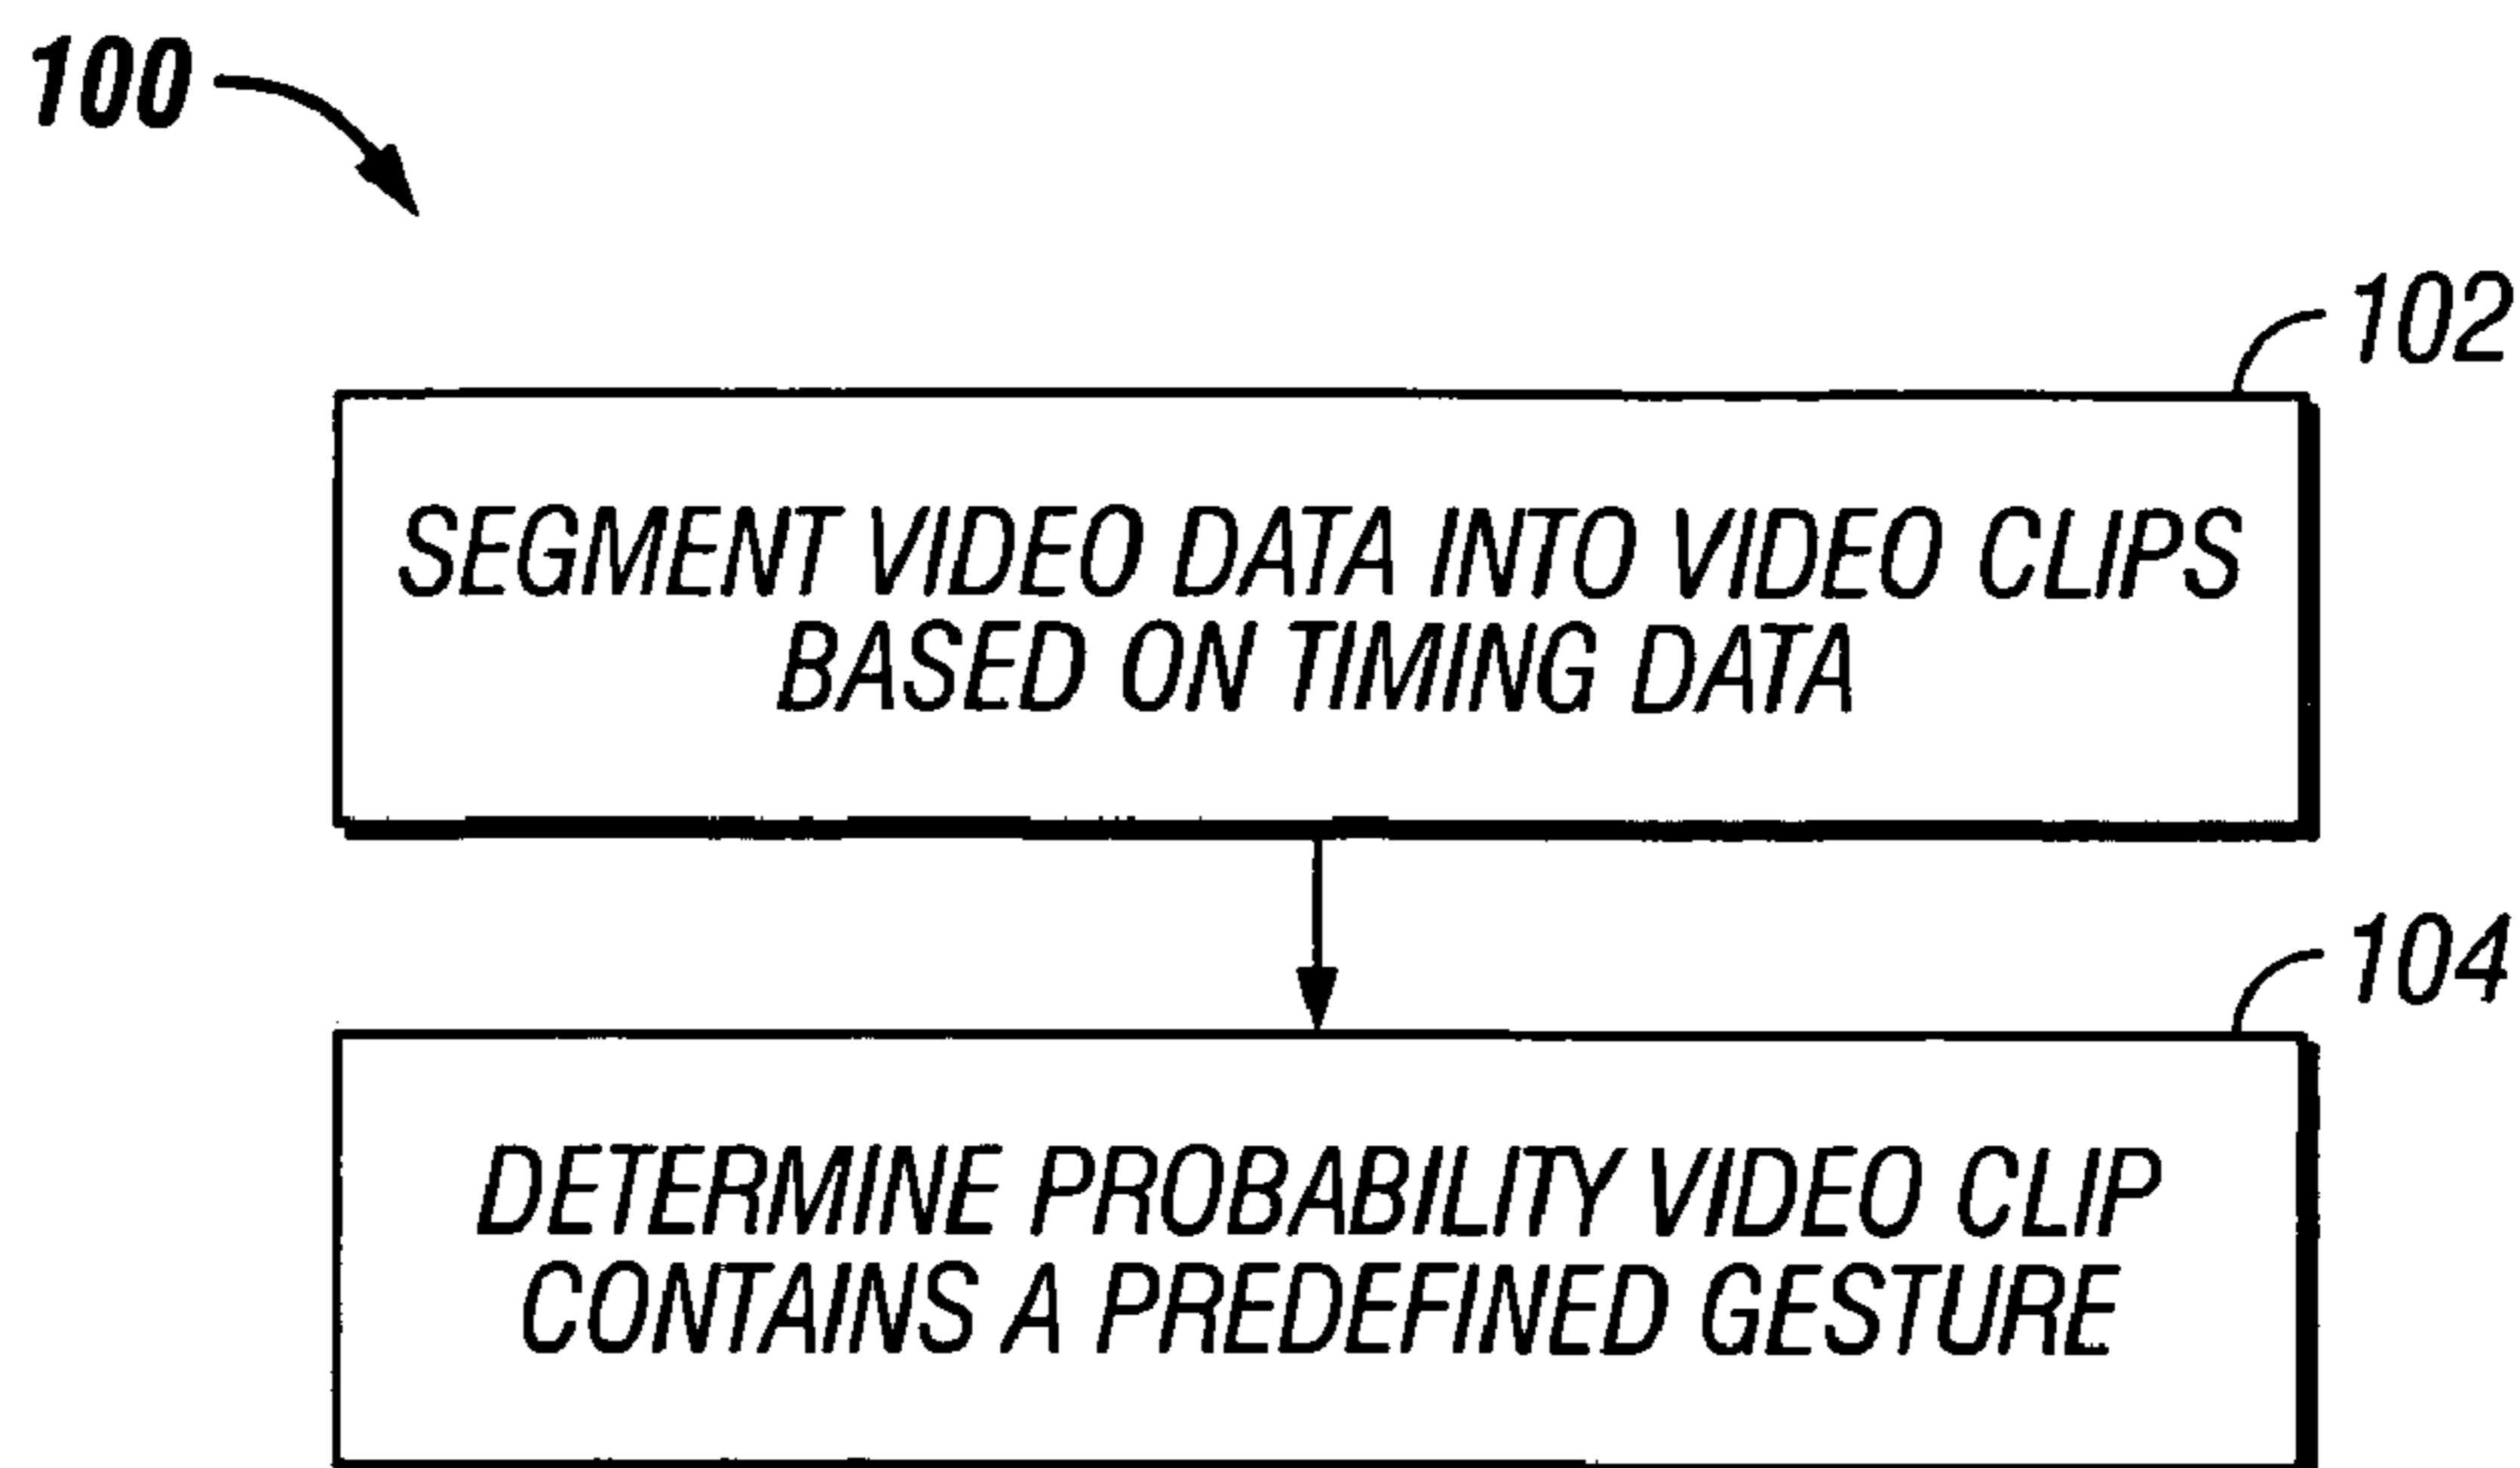 100
102
SEGMENT VIDEO DATA INTO VIDEO CLIPS
BASED ON TIMING DATA
104
DETERMINE PROBABILITY VIDEO CLIP
CONTAINS A PREDEFINED GESTURE